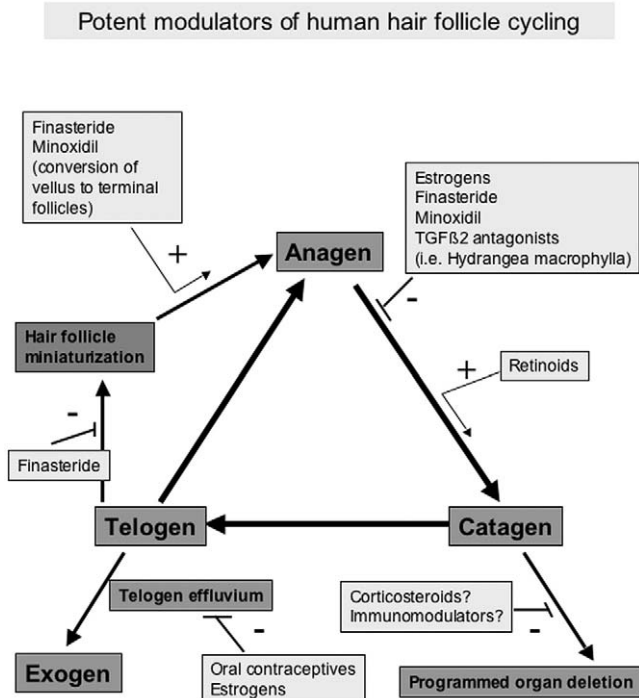 Potent modulators of human hair follicle cycling
Finasteride
Minoxidil
(conversion of
vellus to terminal
follicles)
+
Estrogens
Finasteride
Minoxidil
TGFß2 antagonists
(i.e. Hydrangea macrophylla)
-
Anagen
Hair follicle
miniaturization
+
Retinoids
-
Finasteride
Telogen
Catagen
Telogen effluvium
-
Corticosteroids?
Immunomodulators?
-
Exogen
Oral contraceptives
Estrogens
Programmed organ deletion